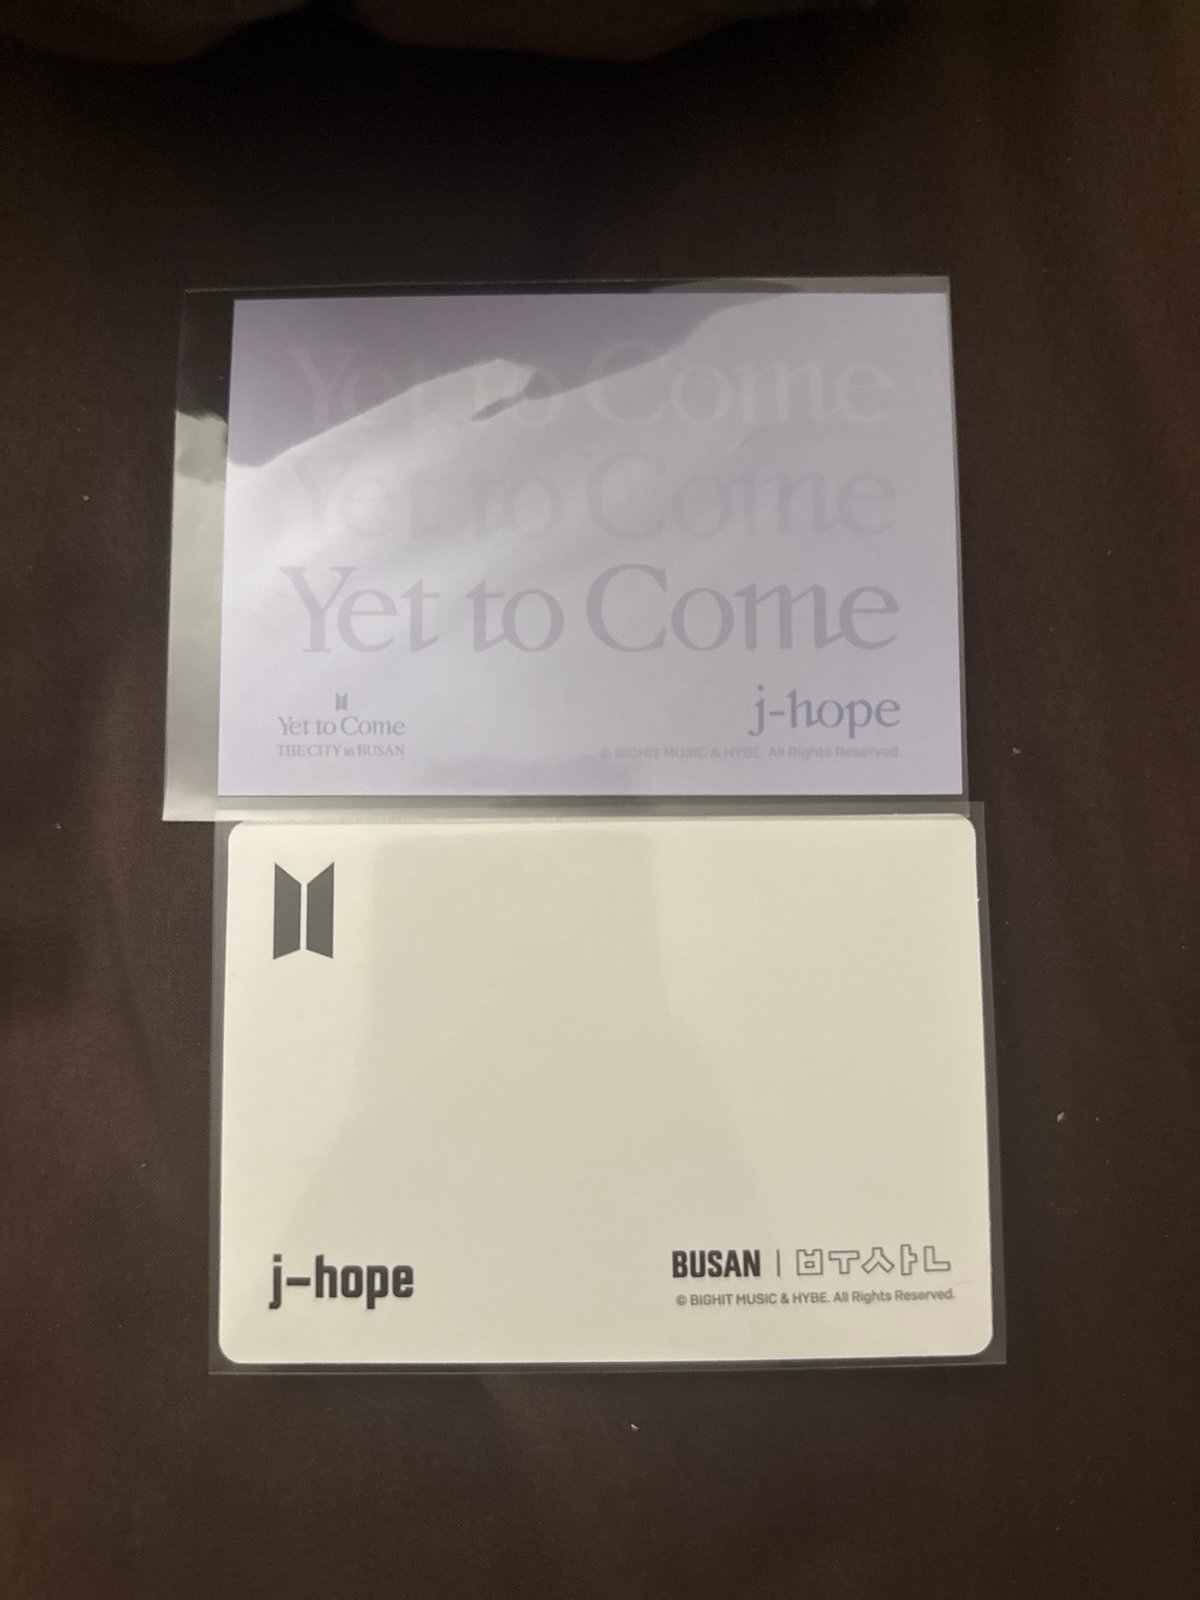 Yet to Come
Yet to Come
Yet to Come
j-hope
Yet to Come
THE CITY in BUSAN
© BIGHIT MUSIC & HYBE. All Rights Reserved.
j-hope
BUSAN | ㅂㅜㅅㅏㄴ
© BIGHIT MUSIC & HYBE. All Rights Reserved.